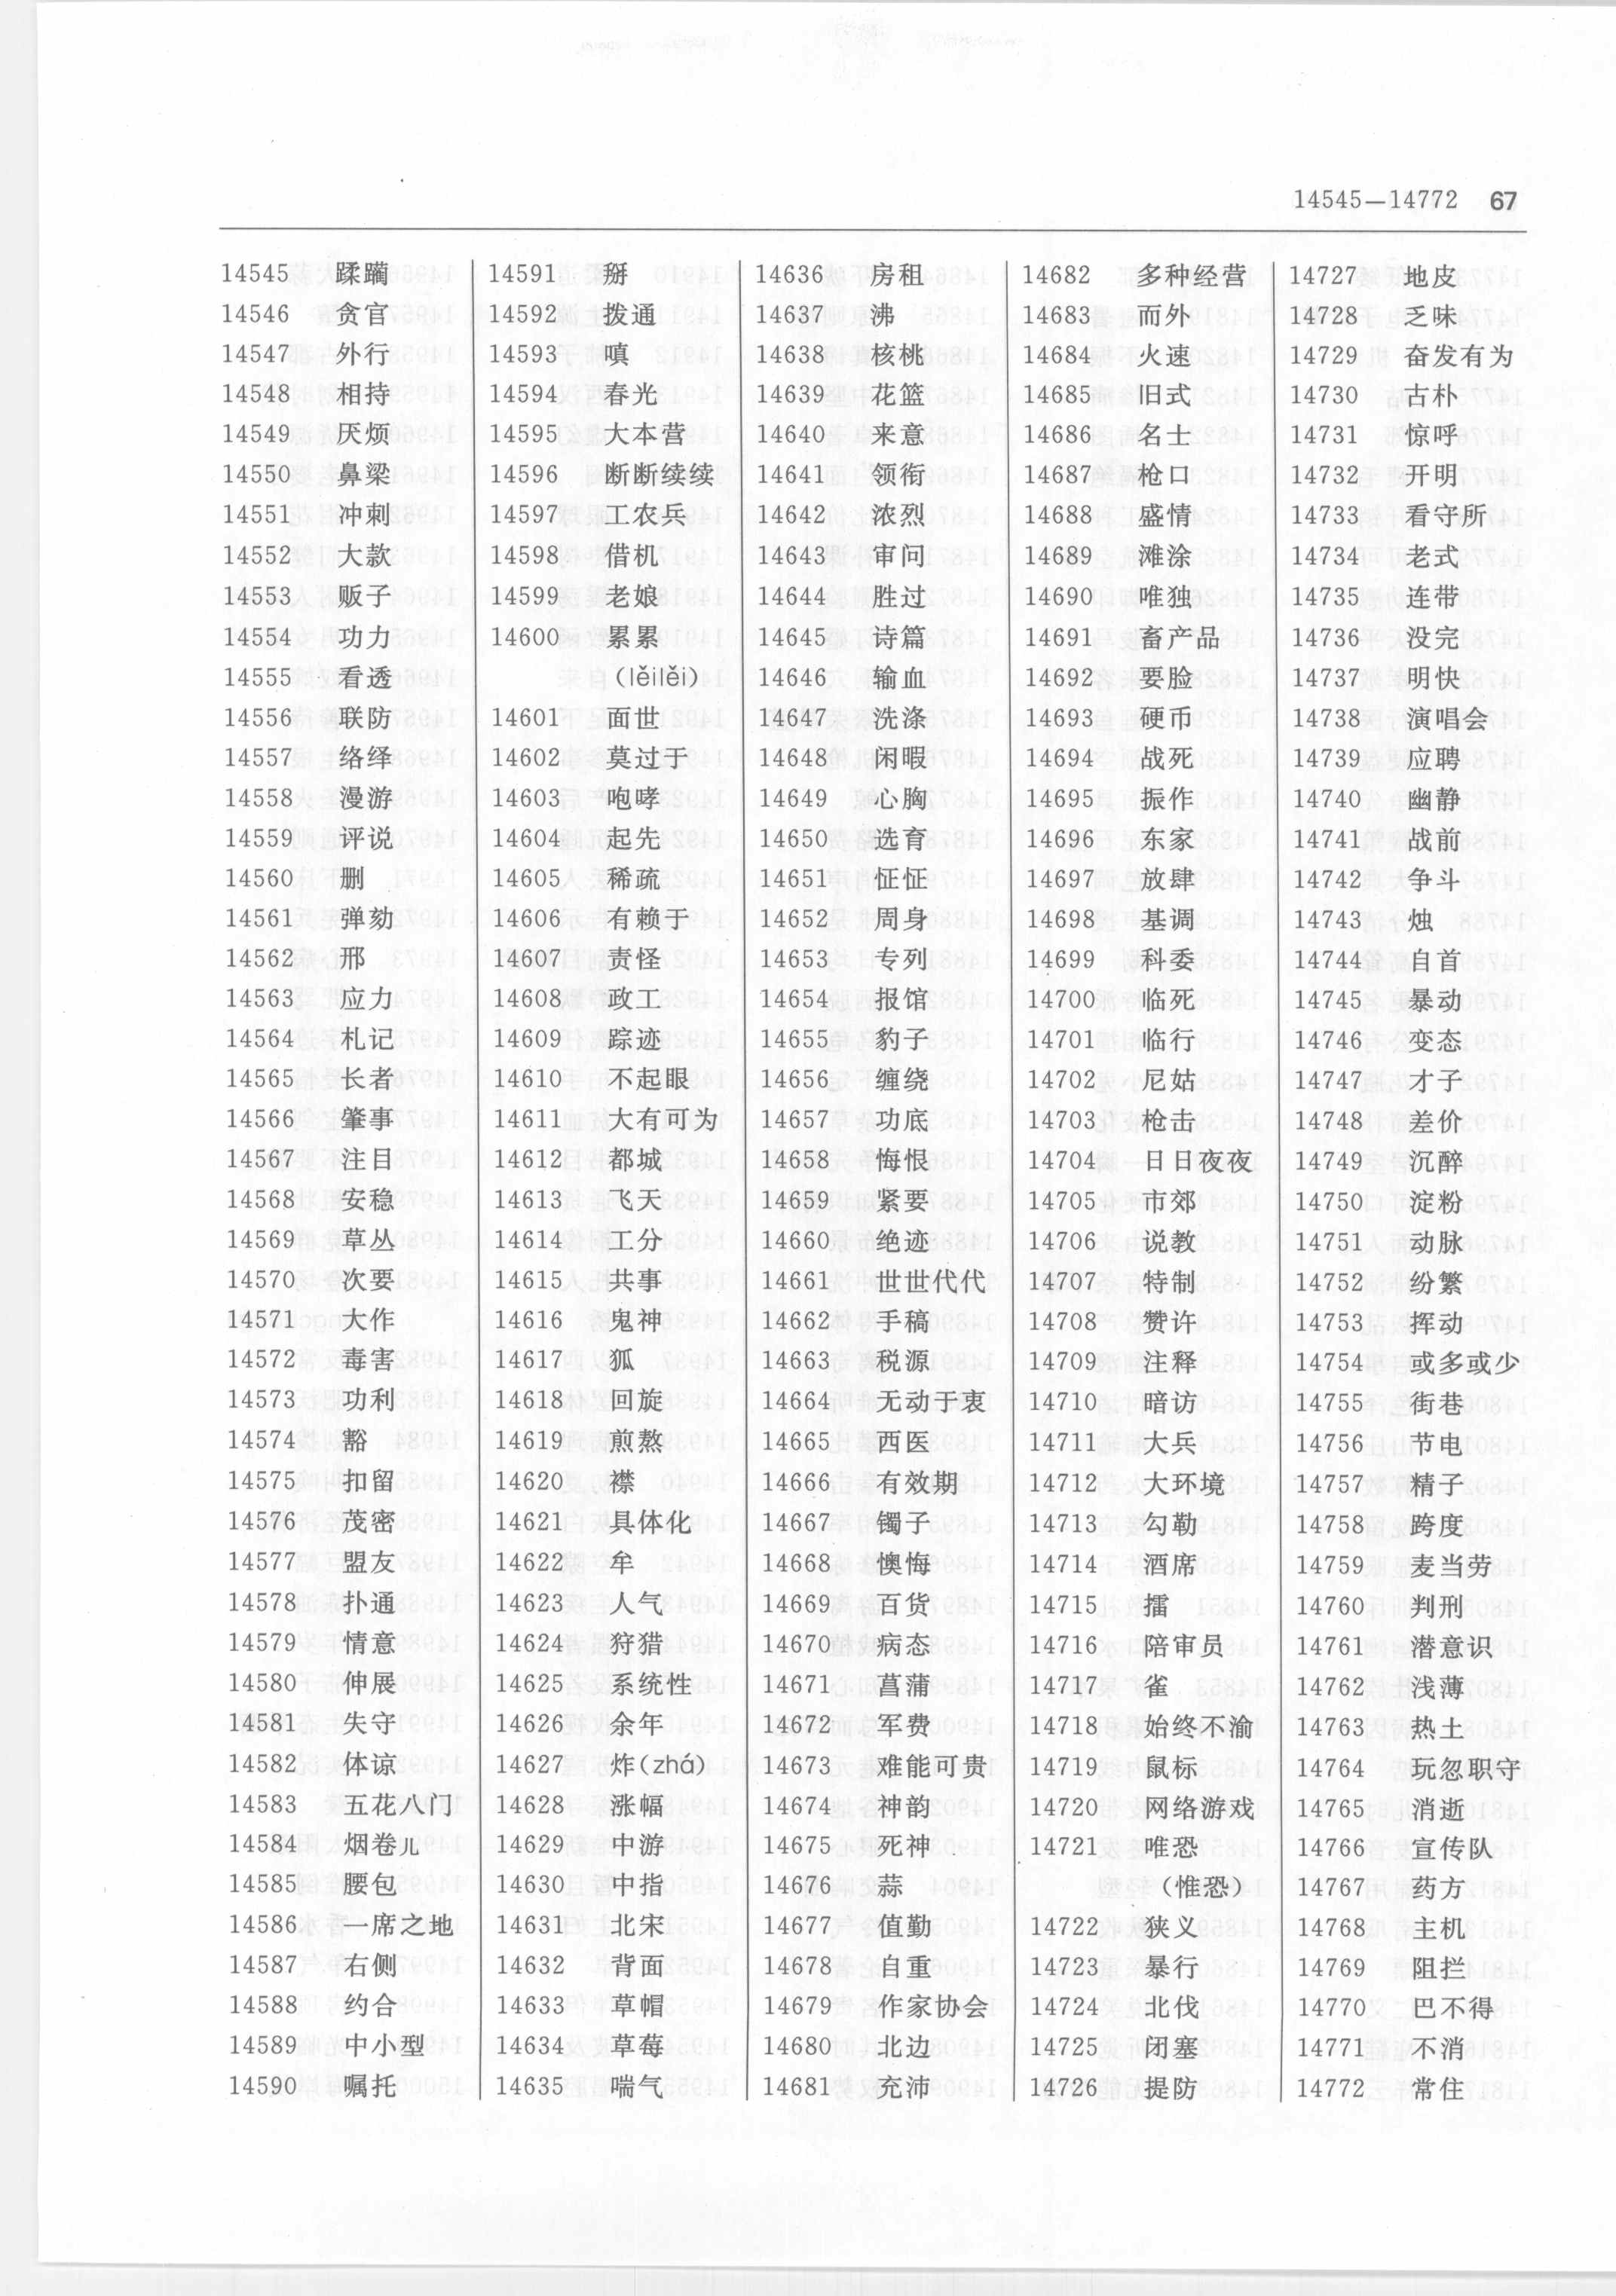 14545—14772 67
14545 蹂躏
14546 贪官
14547 外行
14548 相持
14549 厌烦
14550 鼻梁
14551 冲刺
14552 大款
14553 贩子
14554 功力
14555 看透
14556 联防
14557 络绎
14558 漫游
14559 评说
14560 删
14561 弹劾
14562 邢
14563 应力
14564 札记
14565 长者
14566 肇事
14567 注目
14568 安稳
14569 草丛
14570 次要
14571 大作
14572 毒害
14573 功利
14574 豁
14575 扣留
14576 茂密
14577 盟友
14578 扑通
14579 情意
14580 伸展
14581 失守
14582 体谅
14583 五花八门
14584 烟卷儿
14585 腰包
14586 一席之地
14587 右侧
14588 约合
14589 中小型
14590 嘱托
14591 掰
14592 拨通
14593 嗔
14594 春光
14595 大本营
14596 断断续续
14597 工农兵
14598 借机
14599 老娘
14600 累累
(lěilěi)
14601 面世
14602 莫过于
14603 咆哮
14604 起先
14605 稀疏
14606 有赖于
14607 责怪
14608 政工
14609 踪迹
14610 不起眼
14611 大有可为
14612 都城
14613 飞天
14614 工分
14615 共事
14616 鬼神
14617 狐
14618 回旋
14619 煎熬
14620 襟
14621 具体化
14622 牟
14623 人气
14624 狩猎
14625 系统性
14626 余年
14627 炸(zhá)
14628 涨幅
14629 中游
14630 中指
14631 北宋
14632 背面
14633 草帽
14634 草莓
14635 喘气
14636 房租
14637 沸
14638 核桃
14639 花篮
14640 来意
14641 领衔
14642 浓烈
14643 审问
14644 胜过
14645 诗篇
14646 输血
14647 洗涤
14648 闲暇
14649 心胸
14650 选育
14651 怔怔
14652 周身
14653 专列
14654 报馆
14655 豹子
14656 缠绕
14657 功底
14658 悔恨
14659 紧要
14660 绝迹
14661 世世代代
14662 手稿
14663 税源
14664 无动于衷
14665 西医
14666 有效期
14667 镯子
14668 懊悔
14669 百货
14670 病态
14671 菖蒲
14672 军费
14673 难能可贵
14674 神韵
14675 死神
14676 蒜
14677 值勤
14678 自重
14679 作家协会
14680 北边
14681 充沛
14682 多种经营
14683 而外
14684 火速
14685 旧式
14686 名士
14687 枪口
14688 盛情
14689 滩涂
14690 唯独
14691 畜产品
14692 要脸
14693 硬币
14694 战死
14695 振作
14696 东家
14697 放肆
14698 基调
14699 科委
14700 临死
14701 临行
14702 尼姑
14703 枪击
14704 日日夜夜
14705 市郊
14706 说教
14707 特制
14708 赞许
14709 注释
14710 暗访
14711 大兵
14712 大环境
14713 勾勒
14714 酒席
14715 擂
14716 陪审员
14717 雀
14718 始终不渝
14719 鼠标
14720 网络游戏
14721 唯恐
(惟恐)
14722 狭义
14723 暴行
14724 北伐
14725 闭塞
14726 提防
14727 地皮
14728 乏味
14729 奋发有为
14730 古朴
14731 惊呼
14732 开明
14733 看守所
14734 老式
14735 连带
14736 没完
14737 明快
14738 演唱会
14739 应聘
14740 幽静
14741 战前
14742 争斗
14743 烛
14744 自首
14745 暴动
14746 变态
14747 才子
14748 差价
14749 沉醉
14750 淀粉
14751 动脉
14752 纷繁
14753 挥动
14754 或多或少
14755 街巷
14756 节电
14757 精子
14758 跨度
14759 麦当劳
14760 判刑
14761 潜意识
14762 浅薄
14763 热土
14764 玩忽职守
14765 消逝
14766 宣传队
14767 药方
14768 主机
14769 阻拦
14770 巴不得
14771 不消
14772 常住